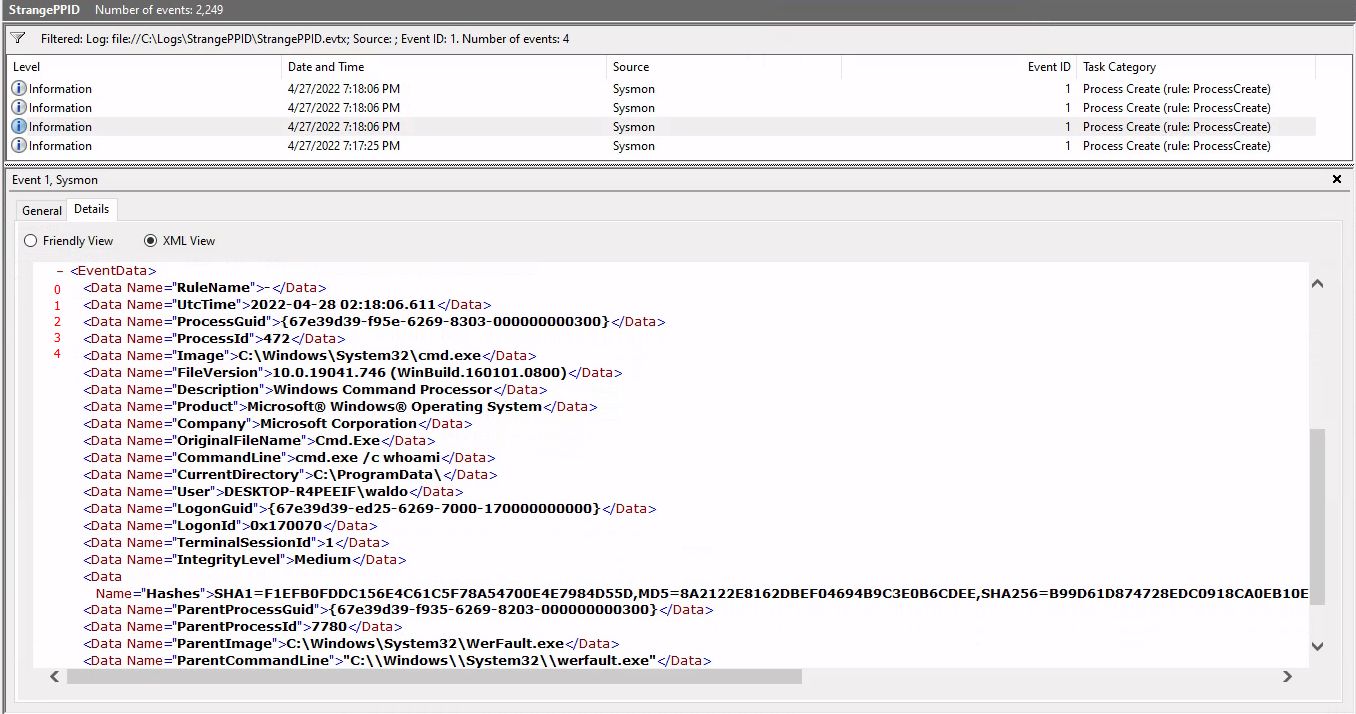 StrangePPID Number of events: 2,249
Filtered: Log: file://C:\Logs\StrangePPID\StrangePPID.evtx; Source: ; Event ID: 1. Number of events: 4
Level Date and Time Source Event ID Task Category
Information 4/27/2022 7:18:06 PM Sysmon 1 Process Create (rule: ProcessCreate)
Information 4/27/2022 7:18:06 PM Sysmon 1 Process Create (rule: ProcessCreate)
Information 4/27/2022 7:18:06 PM Sysmon 1 Process Create (rule: ProcessCreate)
Information 4/27/2022 7:17:25 PM Sysmon 1 Process Create (rule: ProcessCreate)
Event 1, Sysmon
General Details
Friendly View XML View
- <EventData>
0 <Data Name="RuleName">-</Data>
1 <Data Name="UtcTime">2022-04-28 02:18:06.611</Data>
2 <Data Name="ProcessGuid">{67e39d39-f95e-6269-8303-000000000300}</Data>
3 <Data Name="ProcessId">472</Data>
4 <Data Name="Image">C:\Windows\System32\cmd.exe</Data>
<Data Name="FileVersion">10.0.19041.746 (WinBuild.160101.0800)</Data>
<Data Name="Description">Windows Command Processor</Data>
<Data Name="Product">Microsoft® Windows® Operating System</Data>
<Data Name="Company">Microsoft Corporation</Data>
<Data Name="OriginalFileName">Cmd.Exe</Data>
<Data Name="CommandLine">cmd.exe /c whoami</Data>
<Data Name="CurrentDirectory">C:\ProgramData\</Data>
<Data Name="User">DESKTOP-R4PEEIF\waldo</Data>
<Data Name="LogonGuid">{67e39d39-ed25-6269-7000-170000000000}</Data>
<Data Name="LogonId">0x170070</Data>
<Data Name="TerminalSessionId">1</Data>
<Data Name="IntegrityLevel">Medium</Data>
<Data
Name="Hashes">SHA1=F1EFB0FDDC156E4C61C5F78A54700E4E7984D55D,MD5=8A2122E8162DBEF04694B9C3E0B6CDEE,SHA256=B99D61D874728EDC0918CA0EB10E
<Data Name="ParentProcessGuid">{67e39d39-f935-6269-8203-000000000300}</Data>
<Data Name="ParentProcessId">7780</Data>
<Data Name="ParentImage">C:\Windows\System32\WerFault.exe</Data>
<Data Name="ParentCommandLine">"C:\\Windows\\System32\\werfault.exe"</Data>